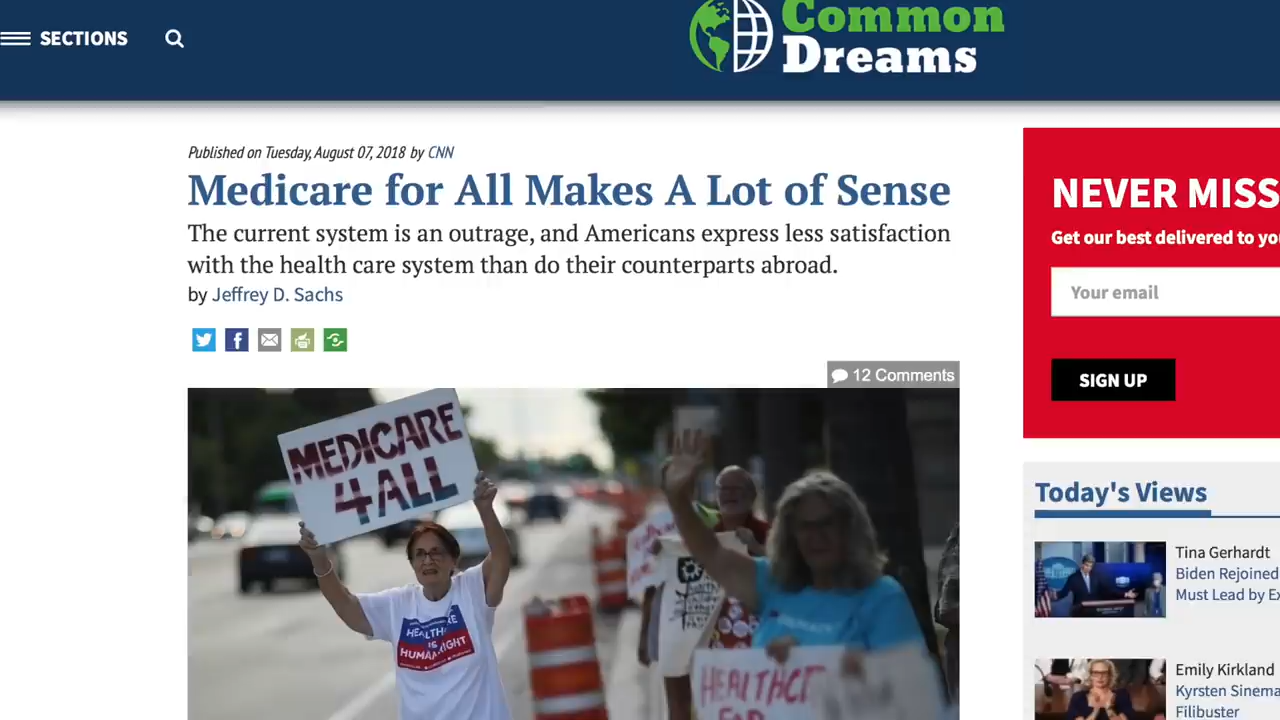 SECTIONS
Common
Dreams
Published on Tuesday, August 07, 2018 by CNN
Medicare for All Makes A Lot of Sense
The current system is an outrage, and Americans express less satisfaction
with the health care system than do their counterparts abroad.
by Jeffrey D. Sachs
12 Comments
MEDICARE
4 ALL
HEALTHCARE
IS
HUMAN RIGHT
HEALTHC
FOR
NEVER MISS
Get our best delivered to yo
Your email
SIGN UP
Today's Views
Tina Gerhardt
Biden Rejoined
Must Lead by Ex
Emily Kirkland
Kyrsten Sinema
Filibuster